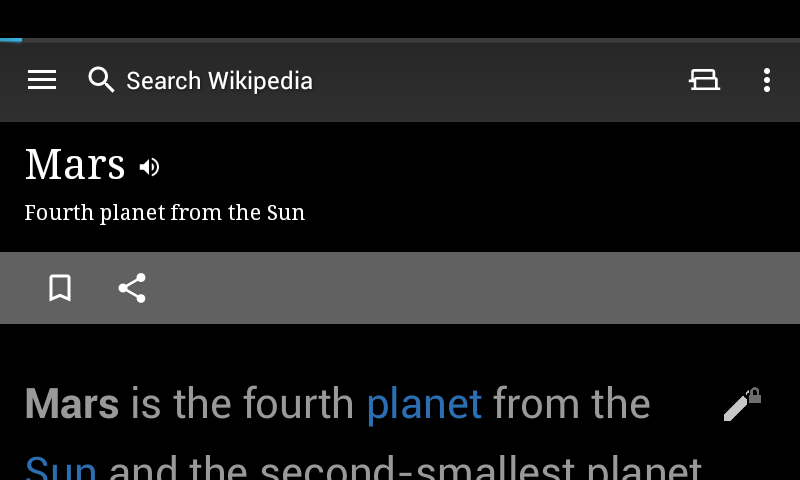 Search Wikipedia
Mars
Fourth planet from the Sun
Mars is the fourth planet from the
Sun and the second-smallest planet